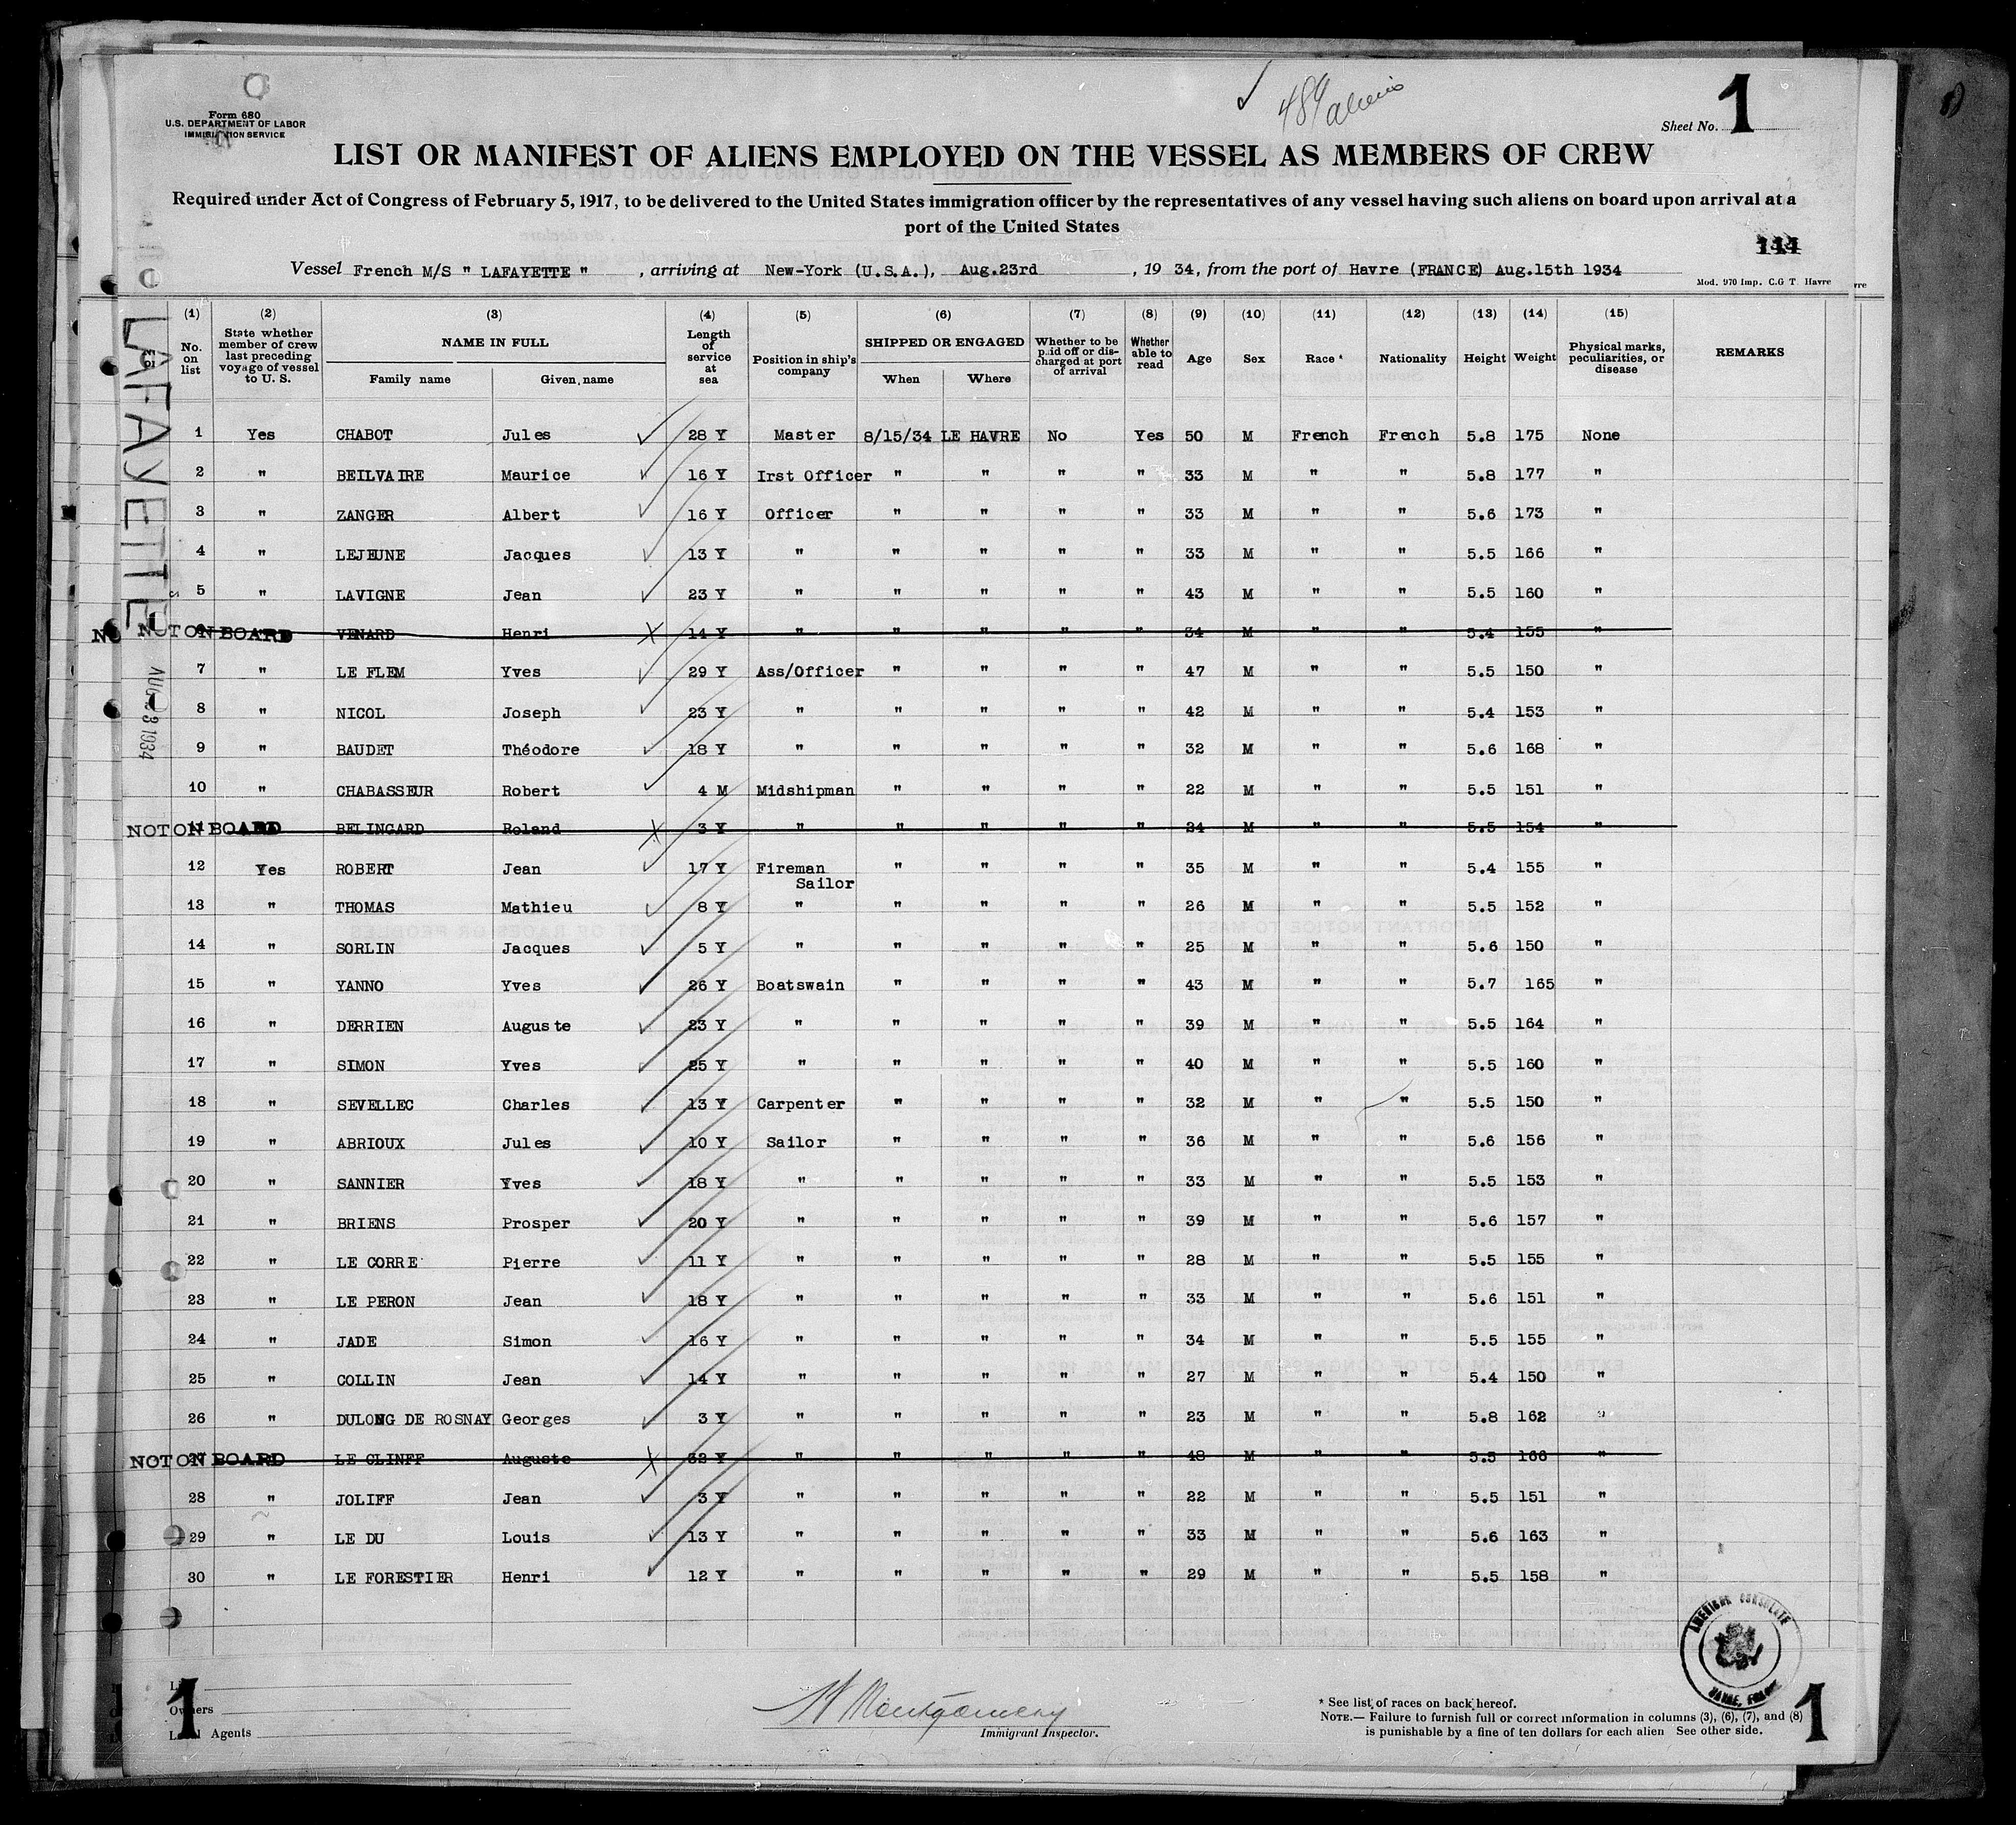 Form 680
U.S. DEPARTMENT OF LABOR
IMMIGRATION SERVICE
484 aliens
Sheet No. 1
LIST OR MANIFEST OF ALIENS EMPLOYED ON THE VESSEL AS MEMBERS OF CREW
Required under Act of Congress of February 5, 1917, to be delivered to the United States immigration officer by the representatives of any vessel having such aliens on board upon arrival at a
port of the United States
144
Vessel French M/S " LAFAYETTE " , arriving at New-York (U.S.A.), Aug.23rd , 19 34, from the port of Havre (FRANCE) Aug.15th 1934
Mod. 970 Imp. C.G T. Havre
(1) (2) (3) (4) (5) (6) (7) (8) (9) (10) (11) (12) (13) (14) (15)
No. on list | State whether member of crew last preceding voyage of vessel to U. S. | NAME IN FULL Family name Given name | Length of service at sea | Position in ship's company | SHIPPED OR ENGAGED When Where | Whether to be paid off or discharged at port of arrival | Whether able to read | Age | Sex | Race * | Nationality | Height | Weight | Physical marks, peculiarities, or disease | REMARKS
1 Yes CHABOT Jules 28 Y Master 8/15/34 LE HAVRE No Yes 50 M French French 5.8 175 None
2 " BEILVAIRE Maurice 16 Y Irst Officer " " " " 33 M " " 5.8 177 "
3 " ZANGER Albert 16 Y Officer " " " " 33 M " " 5.6 173 "
4 " LEJEUNE Jacques 13 Y " " " " " 33 M " " 5.5 166 "
5 " LAVIGNE Jean 23 Y " " " " " 43 M " " 5.5 160 "
NOT ON BOARD VENARD Henri 14 Y " " " " " 34 M " " 5.4 155 "
7 " LE FLEM Yves 29 Y Ass/Officer " " " " 47 M " " 5.5 150 "
8 " NICOL Joseph 23 Y " " " " " 42 M " " 5.4 153 "
9 " BAUDET Théodore 18 Y " " " " " 32 M " " 5.6 168 "
10 " CHABASSEUR Robert 4 M Midshipman " " " " 22 M " " 5.5 151 "
NOT ON BOARD 11 BELINGARD Roland 3 Y " " " " " 24 M " " 5.5 154 "
12 Yes ROBERT Jean 17 Y Fireman Sailor " " " " 35 M " " 5.4 155 "
13 " THOMAS Mathieu 8 Y " " " " " 26 M " " 5.5 152 "
14 " SORLIN Jacques 5 Y " " " " " 25 M " " 5.6 150 "
15 " YANNO Yves 26 Y Boatswain " " " " 43 M " " 5.7 165 "
16 " DERRIEN Auguste 23 Y " " " " " 39 M " " 5.5 164 "
17 " SIMON Yves 25 Y " " " " " 40 M " " 5.5 160 "
18 " SEVELLEC Charles 13 Y Carpenter " " " " 32 M " " 5.5 150 "
19 " ABRIOUX Jules 10 Y Sailor " " " " 36 M " " 5.6 156 "
20 " SANNIER Yves 18 Y " " " " " 33 M " " 5.5 153 "
21 " BRIENS Prosper 20 Y " " " " " 39 M " " 5.6 157 "
22 " LE CORRE Pierre 11 Y " " " " " 28 M " " 5.5 155 "
23 " LE PERON Jean 18 Y " " " " " 33 M " " 5.6 151 "
24 " JADE Simon 16 Y " " " " " 34 M " " 5.5 155 "
25 " COLLIN Jean 14 Y " " " " " 27 M " " 5.4 150 "
26 " DULONG DE ROSNAY Georges 3 Y " " " " " 23 M " " 5.8 162 "
NOT ON BOARD 27 LE CLINFF Auguste 32 Y " " " " " 48 M " " 5.5 166 "
28 " JOLIFF Jean 3 Y " " " " " 22 M " " 5.5 151 "
29 " LE DU Louis 13 Y " " " " " 33 M " " 5.6 163 "
30 " LE FORESTIER Henri 12 Y " " " " " 29 M " " 5.5 158 "
LAFAYETTE
AUG 23 1934
AMERICAN CONSULATE
HAVRE, FRANCE
1
Owners
Local Agents
Montgomery
Immigrant Inspector.
* See list of races on back hereof.
NOTE.— Failure to furnish full or correct information in columns (3), (6), (7), and (8)
is punishable by a fine of ten dollars for each alien See other side.
1